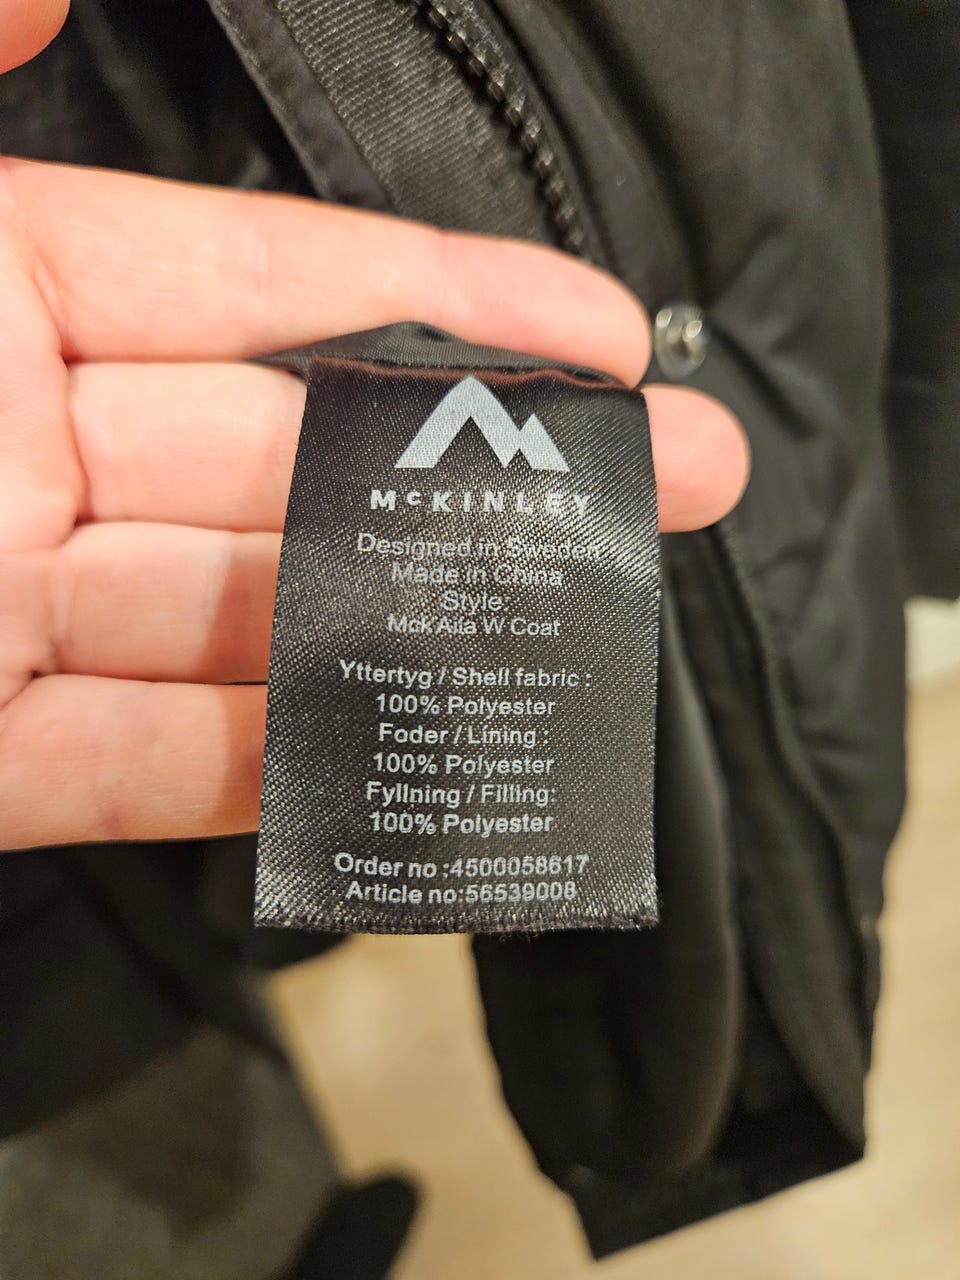 McKINLEY
Designed in Sweden
Made in China
Style:
Mck Aila W Coat
Yttertyg / Shell fabric :
100% Polyester
Foder / Lining :
100% Polyester
Fyllning / Filling:
100% Polyester
Order no :4500058617
Article no:56539008